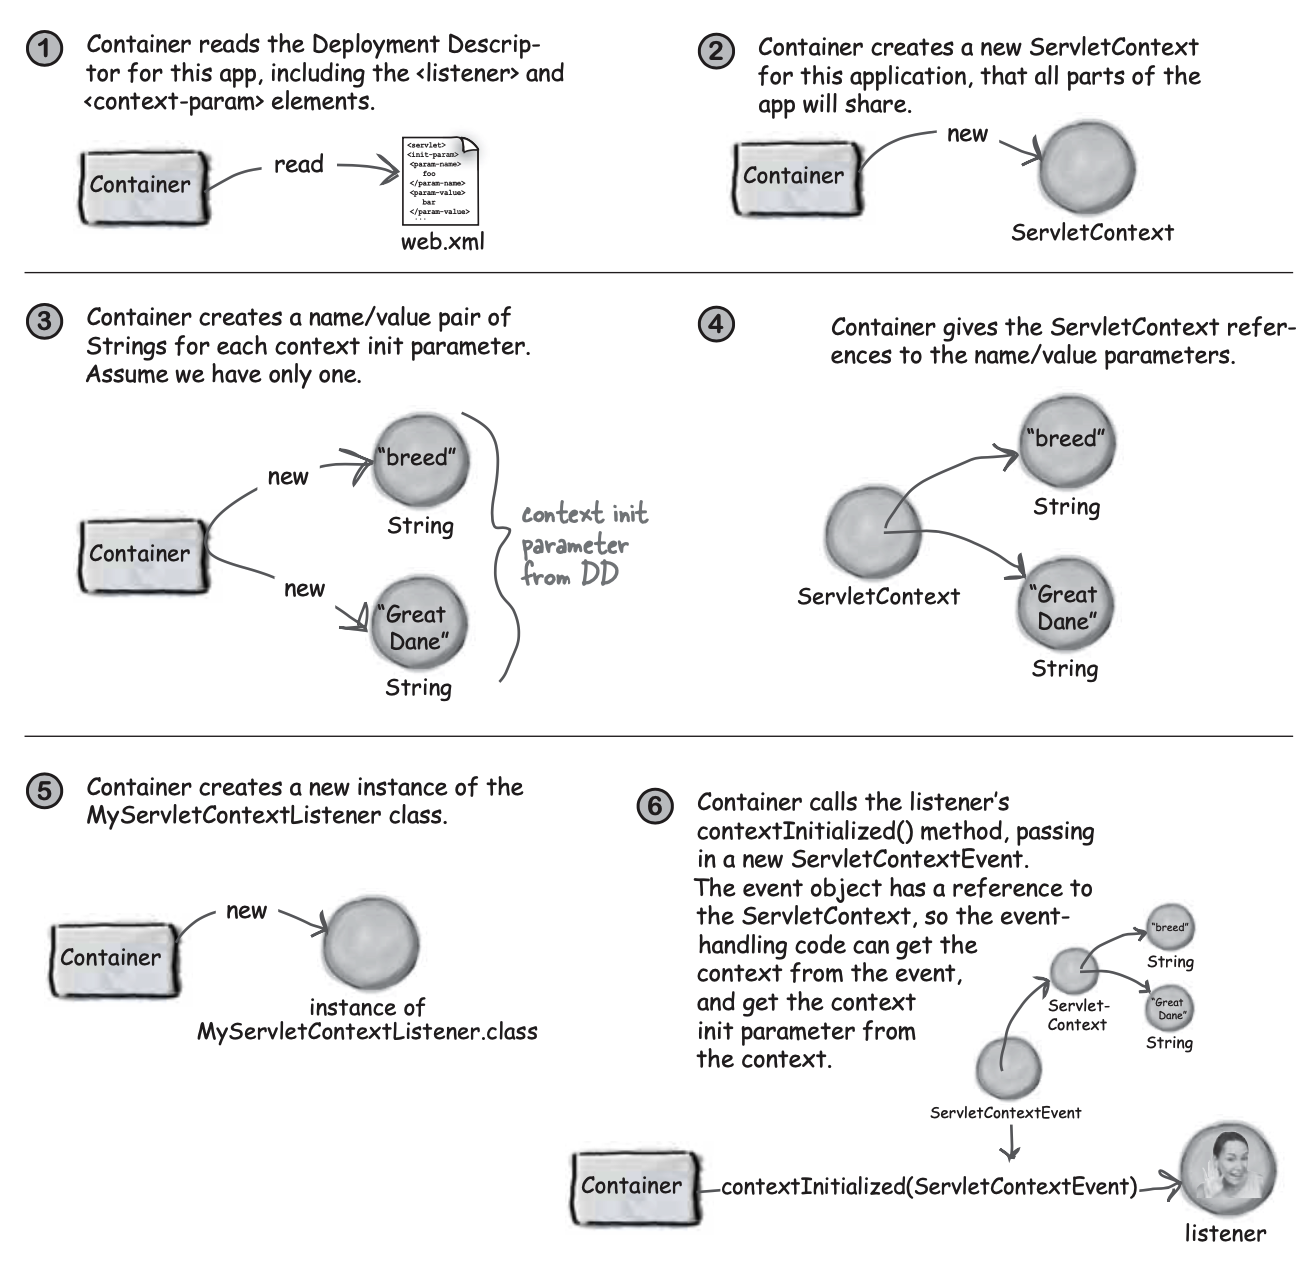 1
Container reads the Deployment Descrip-
tor for this app, including the <listener> and
<context-param> elements.
Container
read
<servlet>
<init-param>
<param-name>
foo
</param-name>
<param-value>
bar
</param-value>
...
web.xml
2
Container creates a new ServletContext
for this application, that all parts of the
app will share.
Container
new
ServletContext
3
Container creates a name/value pair of
Strings for each context init parameter.
Assume we have only one.
Container
new
"breed"
String
new
"Great
Dane"
String
context init
parameter
from DD
4
Container gives the ServletContext refer-
ences to the name/value parameters.
ServletContext
"breed"
String
"Great
Dane"
String
5
Container creates a new instance of the
MyServletContextListener class.
Container
new
instance of
MyServletContextListener.class
6
Container calls the listener's
contextInitialized() method, passing
in a new ServletContextEvent.
The event object has a reference to
the ServletContext, so the event-
handling code can get the
context from the event,
and get the context
init parameter from
the context.
"breed"
String
Servlet-
Context
"Great
Dane"
String
ServletContextEvent
Container
contextInitialized(ServletContextEvent)
listener